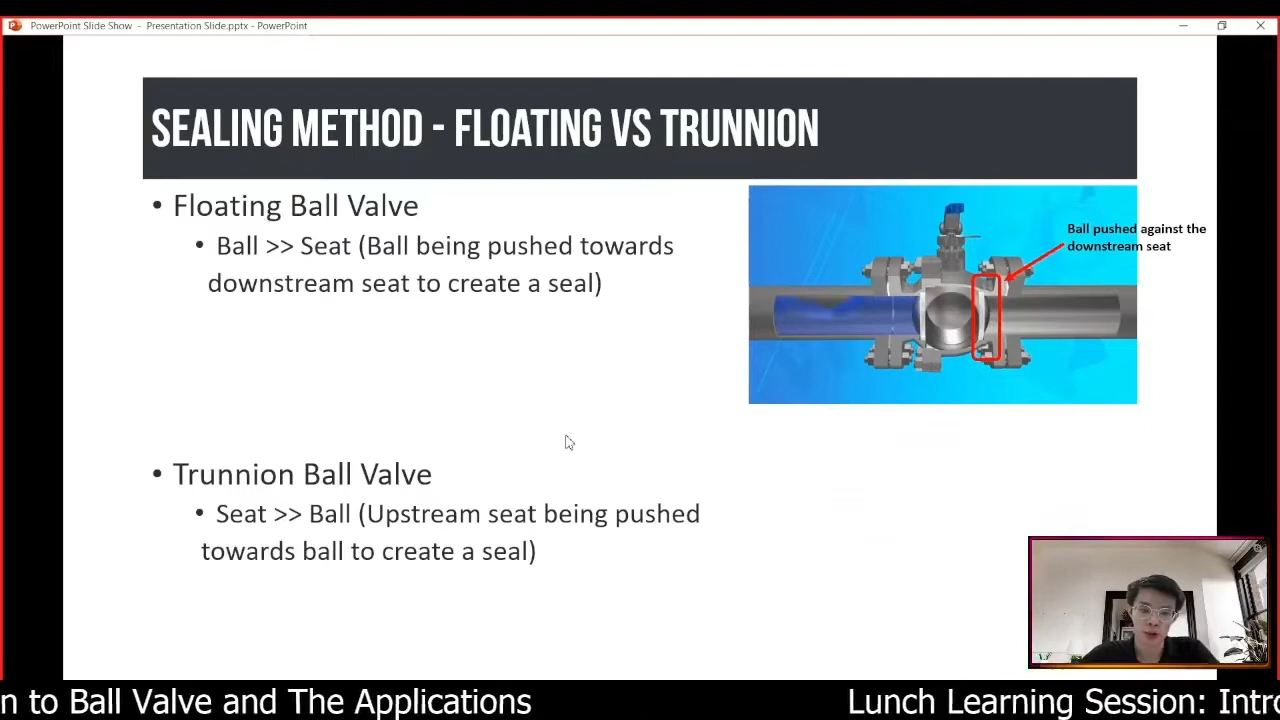 PowerPoint Slide Show - Presentation Slide.pptx - PowerPoint
SEALING METHOD - FLOATING VS TRUNNION
• Floating Ball Valve
• Ball >> Seat (Ball being pushed towards
downstream seat to create a seal)
Ball pushed against the
downstream seat
• Trunnion Ball Valve
• Seat >> Ball (Upstream seat being pushed
towards ball to create a seal)
n to Ball Valve and The Applications
Lunch Learning Session: Intro